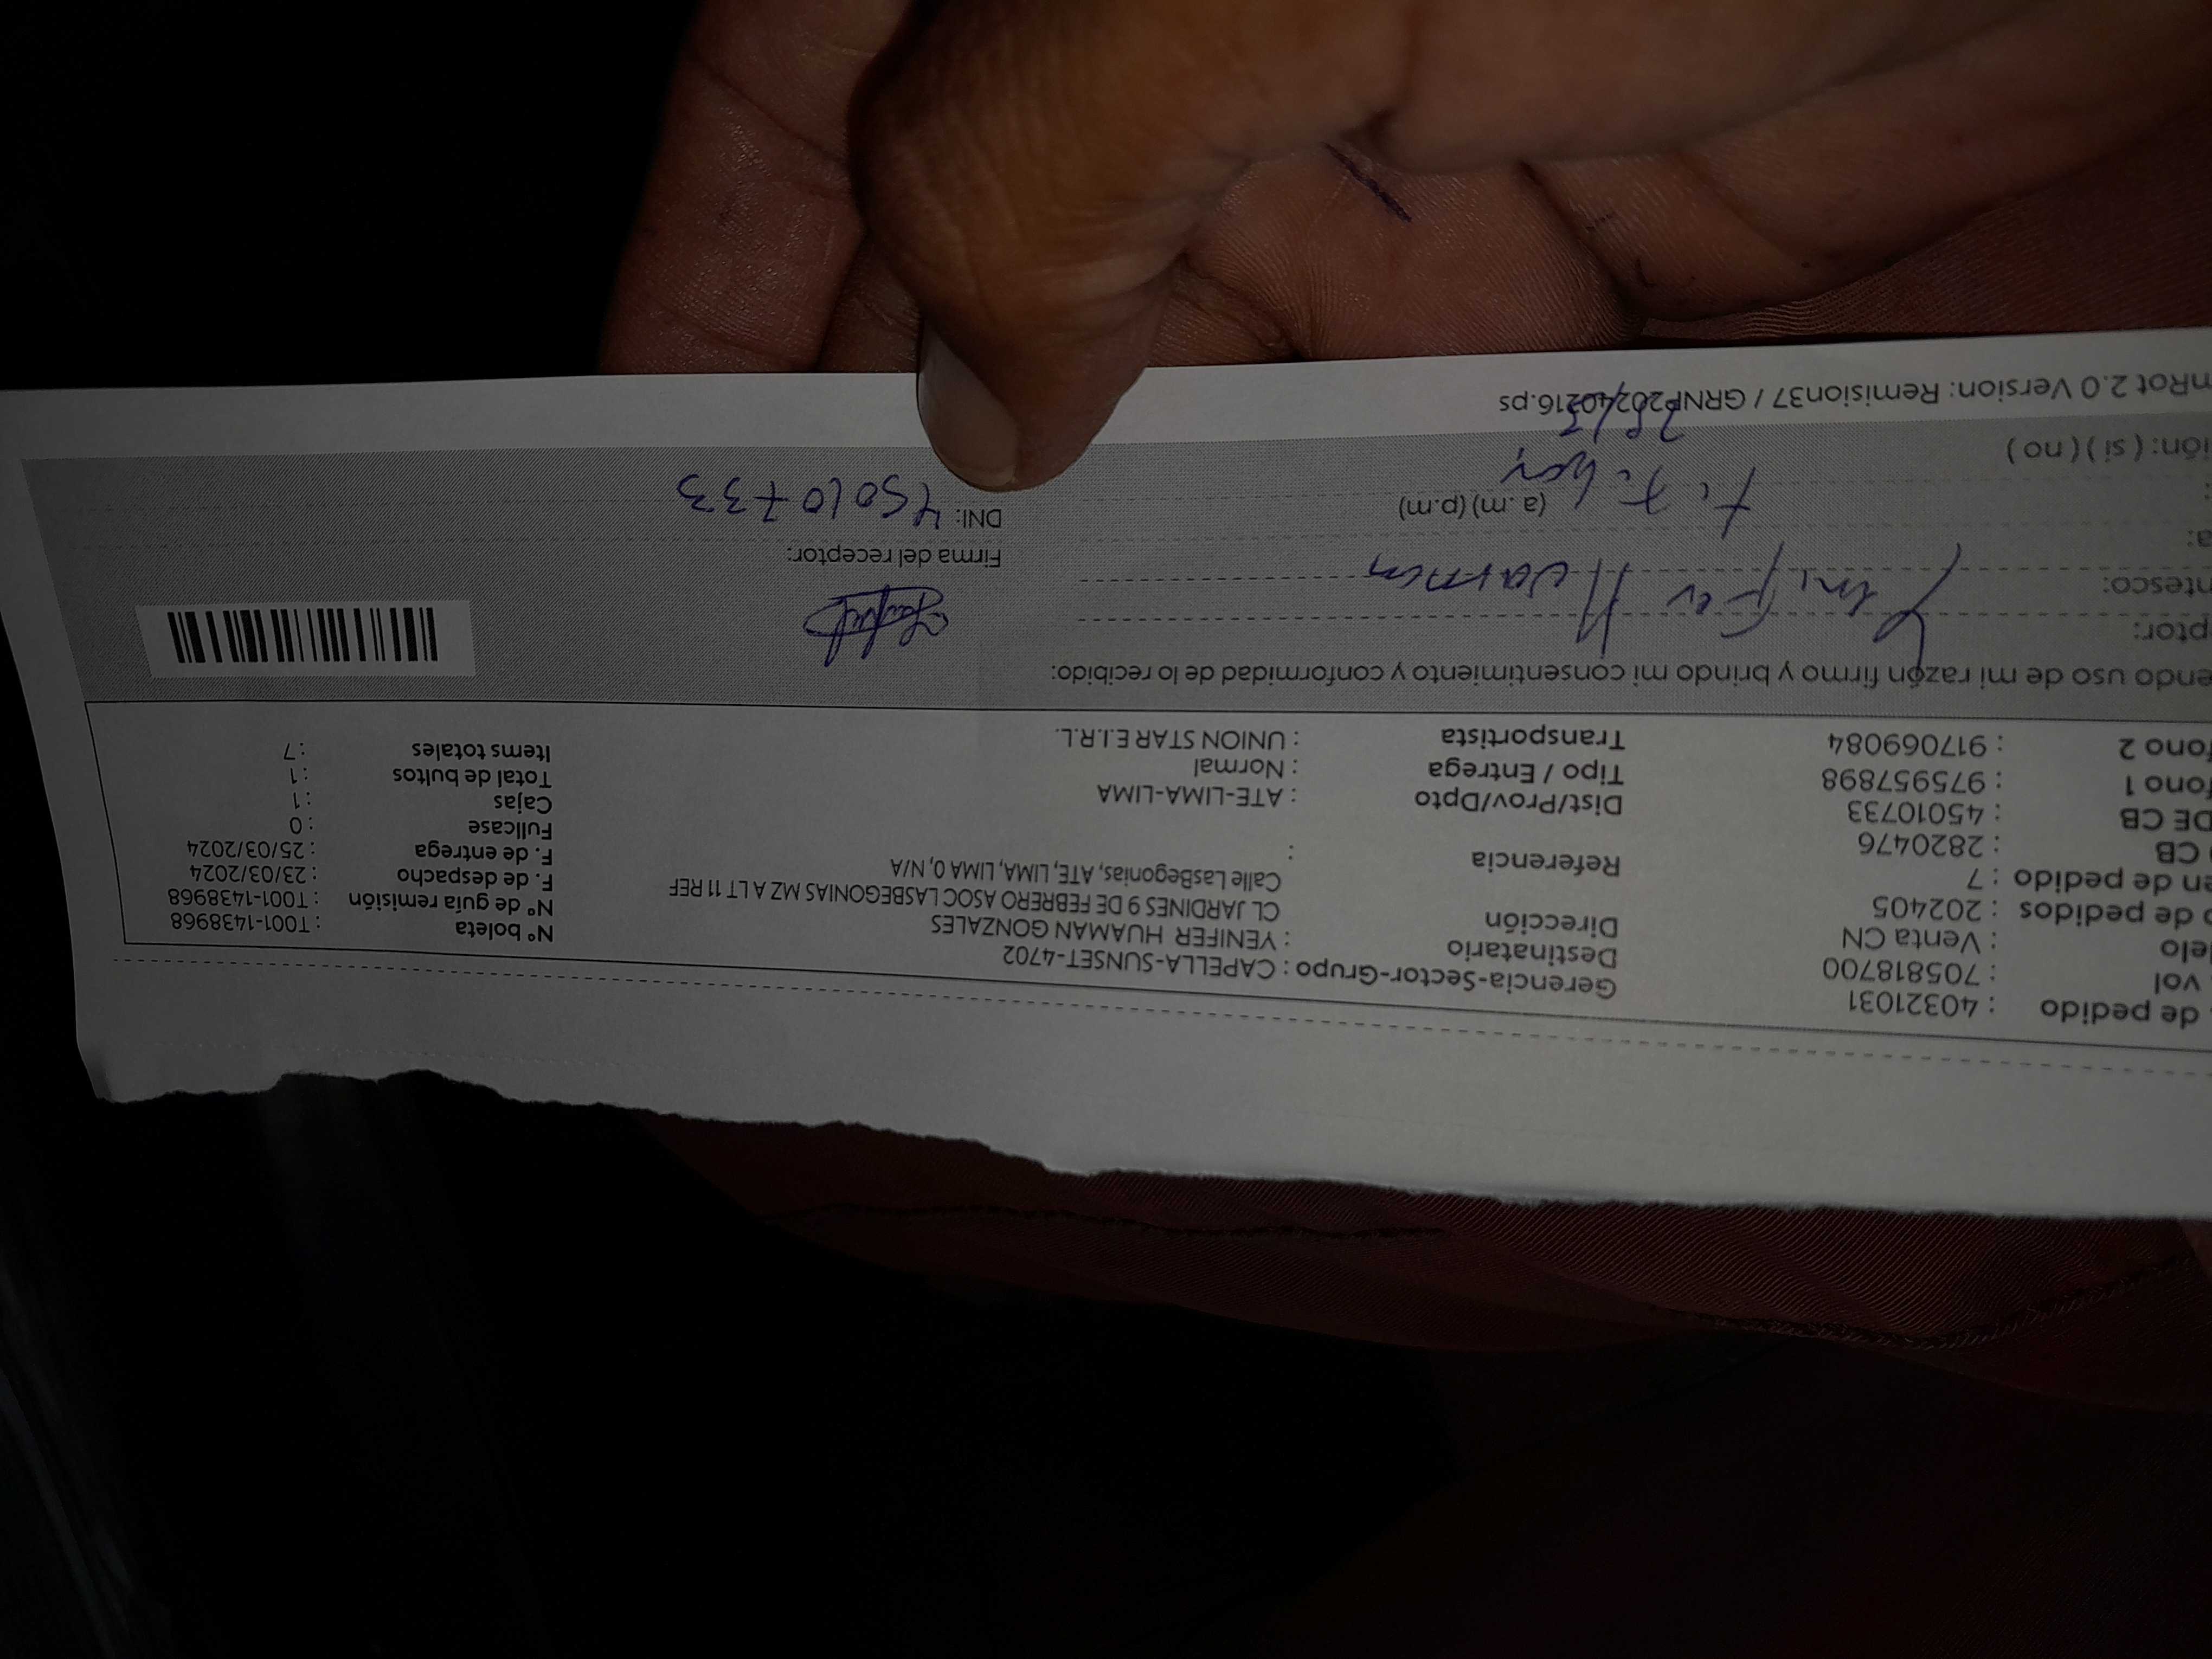 . de pedido : 40321031
. vol : 705818700
delo : Venta CN
o de pedidos : 202405
en de pedido : 7
CB : 2820476
DE CB : 45010733
fono 1 : 975957898
fono 2 : 917069084
Gerencia-Sector-Grupo : CAPELLA-SUNSET-4702
Destinatario : YENIFER HUAMAN GONZALES
Dirección CL JARDINES 9 DE FEBRERO ASOC LASBEGONIAS MZ A LT 11 REF
Calle LasBegonias, ATE, LIMA, LIMA 0, N/A
Referencia :
Dist/Prov/Dpto : ATE-LIMA-LIMA
Tipo / Entrega : Normal
Transportista : UNION STAR E.I.R.L.
N° boleta : T001-1438968
N° de guía remisión : T001-1438968
F. de despacho : 23/03/2024
F. de entrega : 25/03/2024
Fullcase : 0
Cajas : 1
Total de bultos : 1
Items totales : 7
endo uso de mi razón firmo y brindo mi consentimiento y conformidad de lo recibido:
ptor: Yenifer Huaman
ntesco:
a: (a. m) (p.m)
ión: ( si ) ( no )
Firma del receptor:
DNI: 45010733
nRot 2.0 Version: Remision37 / GRNP20240216.ps